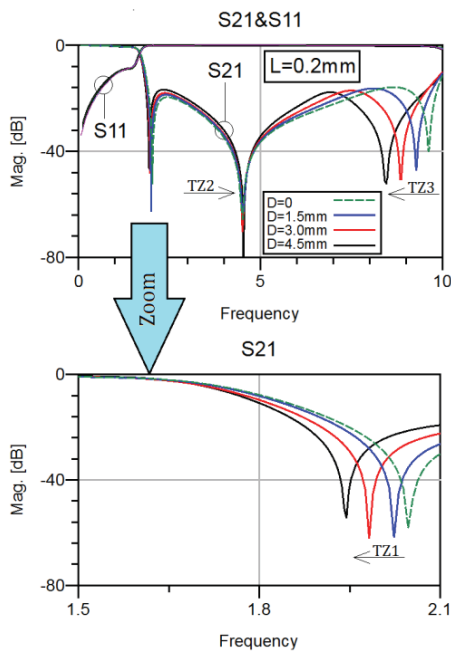 S21&S11
0
L=0.2mm
S21
S11
Mag. [dB]
-40
TZ2
TZ3
D=0
D=1.5mm
D=3.0mm
D=4.5mm
-80
0
5
10
Frequency
Zoom
S21
0
Mag. [dB]
-40
TZ1
-80
1.5
1.8
2.1
Frequency